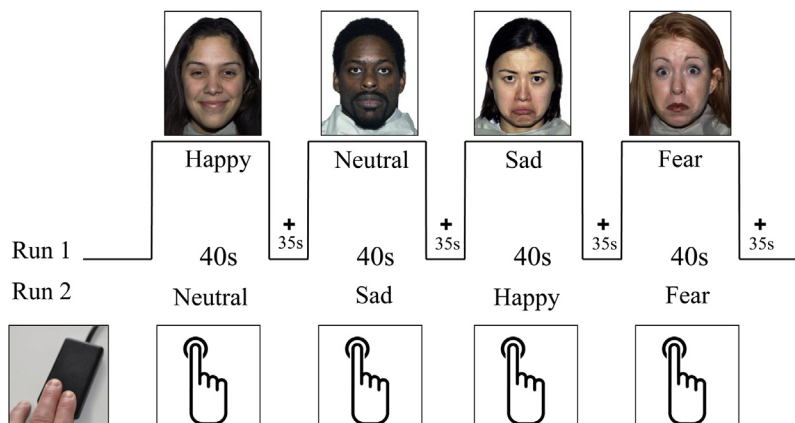 Happy Neutral Sad Fear
+ + + +
35s 35s 35s 35s
Run 1 40s 40s 40s 40s
Run 2 Neutral Sad Happy Fear